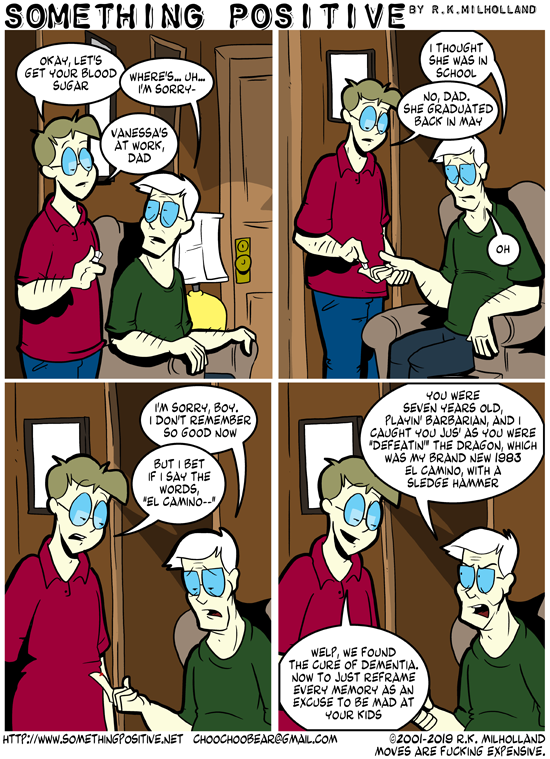 SOMETHING POSITIVE BY R.K.MILHOLLAND
OKAY, LET'S
GET YOUR BLOOD
SUGAR
WHERE'S... UH...
I'M SORRY-
VANESSA'S
AT WORK,
DAD
I THOUGHT
SHE WAS IN
SCHOOL
NO, DAD.
SHE GRADUATED
BACK IN MAY
OH
I'M SORRY, BOY.
I DON'T REMEMBER
SO GOOD NOW
BUT I BET
IF I SAY THE
WORDS,
"EL CAMINO--"
YOU WERE
SEVEN YEARS OLD,
PLAYIN' BARBARIAN, AND I
CAUGHT YOU JUS' AS YOU WERE
"DEFEATIN'" THE DRAGON, WHICH
WAS MY BRAND NEW 1983
EL CAMINO, WITH A
SLEDGE HAMMER
WELP, WE FOUND
THE CURE OF DEMENTIA.
NOW TO JUST REFRAME
EVERY MEMORY AS AN
EXCUSE TO BE MAD AT
YOUR KIDS
HTTP://WWW.SOMETHINGPOSITIVE.NET CHOOCHOOBEAR@GMAIL.COM ©2001-2019 R.K. MILHOLLAND
MOVES ARE FUCKING EXPENSIVE.